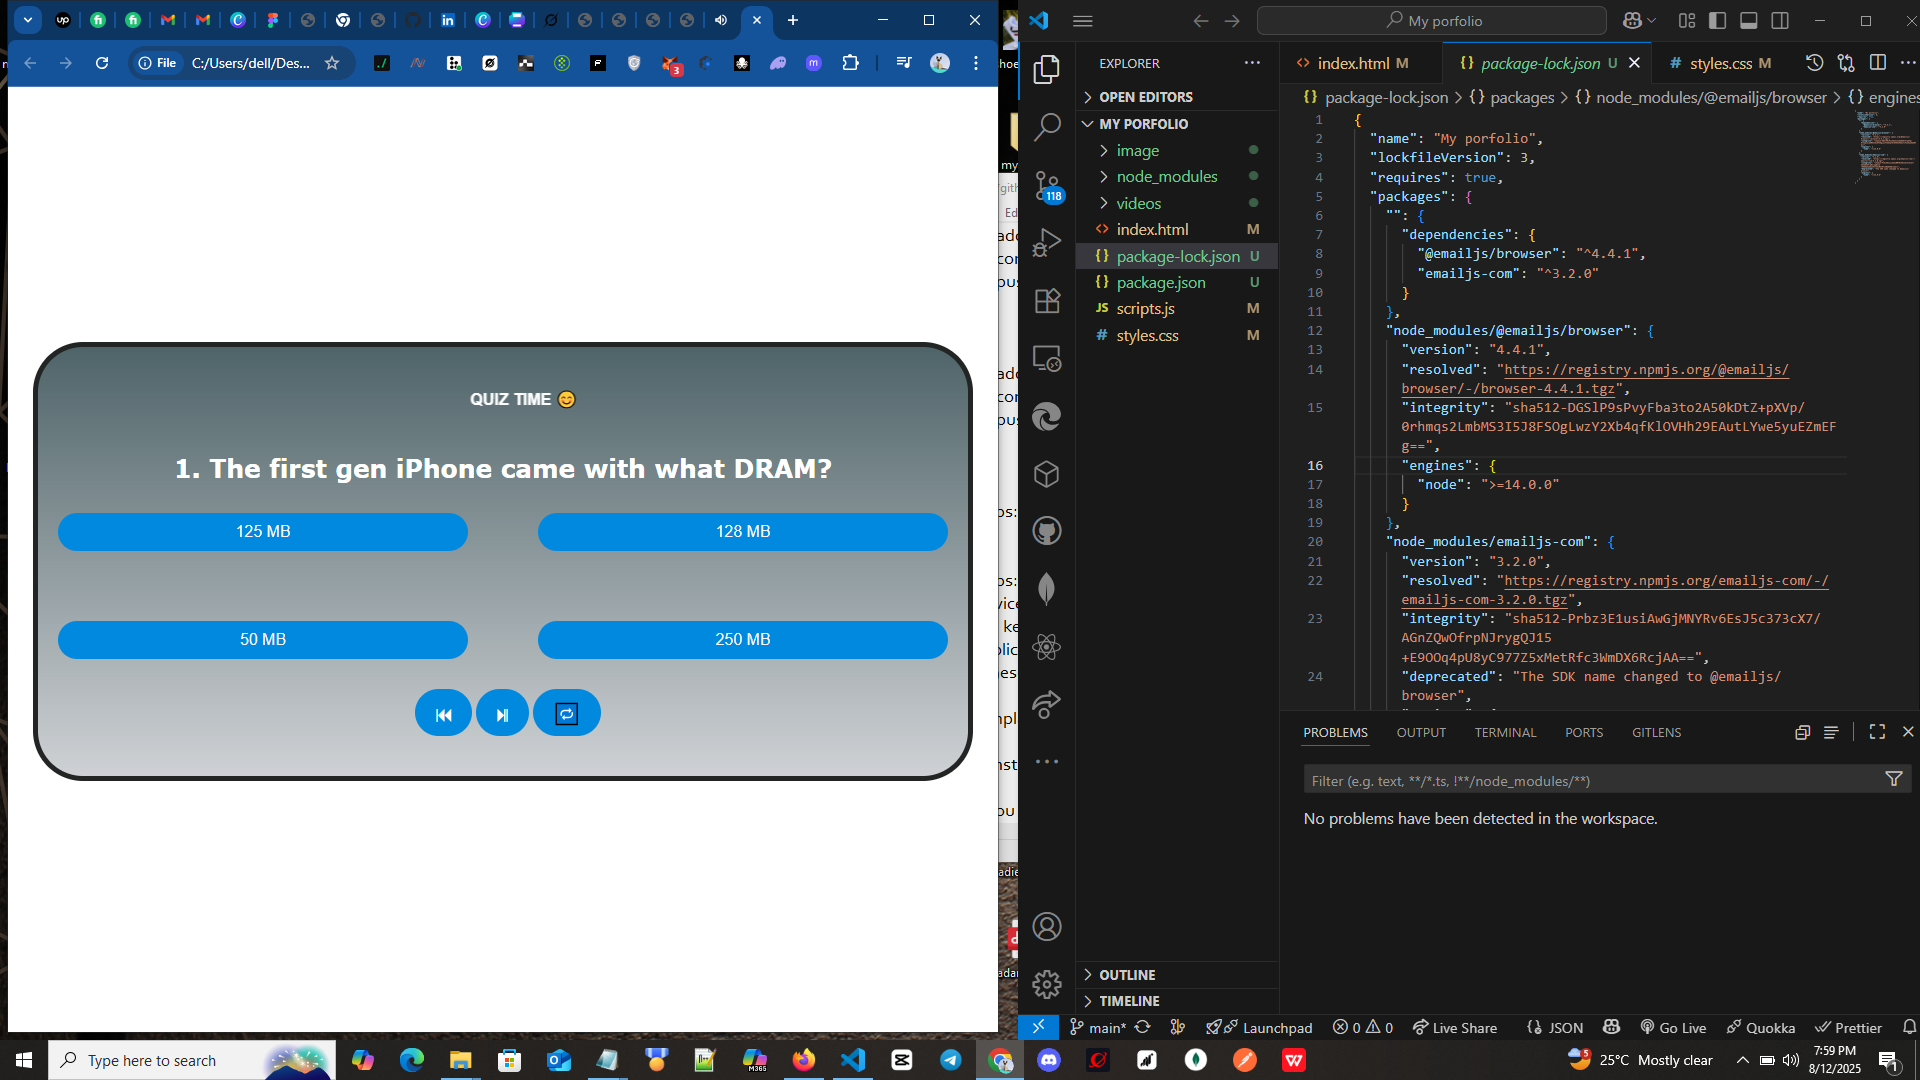 File
C:/Users/dell/Des...
3
QUIZ TIME 😊
1. The first gen iPhone came with what DRAM?
125 MB
128 MB
50 MB
250 MB
My porfolio
EXPLORER
OPEN EDITORS
MY PORFOLIO
image
node_modules
videos
index.html M
package-lock.json U
package.json U
scripts.js M
styles.css M
118
OUTLINE
TIMELINE
index.html M
package-lock.json U
styles.css M
package-lock.json > {} packages > {} node_modules/@emailjs/browser > {} engines
1 {
2 "name": "My porfolio",
3 "lockfileVersion": 3,
4 "requires": true,
5 "packages": {
6 "": {
7 "dependencies": {
8 "@emailjs/browser": "^4.4.1",
9 "emailjs-com": "^3.2.0"
10 }
11 },
12 "node_modules/@emailjs/browser": {
13 "version": "4.4.1",
14 "resolved": "https://registry.npmjs.org/@emailjs/
browser/-/browser-4.4.1.tgz",
15 "integrity": "sha512-DGSlP9sPvyFba3to2A50kDtZ+pXVp/
0rhmqs2LmbMS3I5J8FSOgLwzY2Xb4qfKlOVHh29EAutLYwe5yuEZmEF
g==",
16 "engines": {
17 "node": ">=14.0.0"
18 }
19 },
20 "node_modules/emailjs-com": {
21 "version": "3.2.0",
22 "resolved": "https://registry.npmjs.org/emailjs-com/-/
emailjs-com-3.2.0.tgz",
23 "integrity": "sha512-Prbz3E1usiAwGjMNYRv6EsJ5c373cX7/
AGnZQwOfrpNJrygQJ15
+E9OOq4pU8yC977Z5xMetRfc3WmDX6RcjAA==",
24 "deprecated": "The SDK name changed to @emailjs/
browser",
PROBLEMS
OUTPUT
TERMINAL
PORTS
GITLENS
Filter (e.g. text, **/*.ts, !**/node_modules/**)
No problems have been detected in the workspace.
main*
Launchpad
0 0
Live Share
JSON
Go Live
Quokka
Prettier
Type here to search
25°C Mostly clear
7:59 PM
8/12/2025